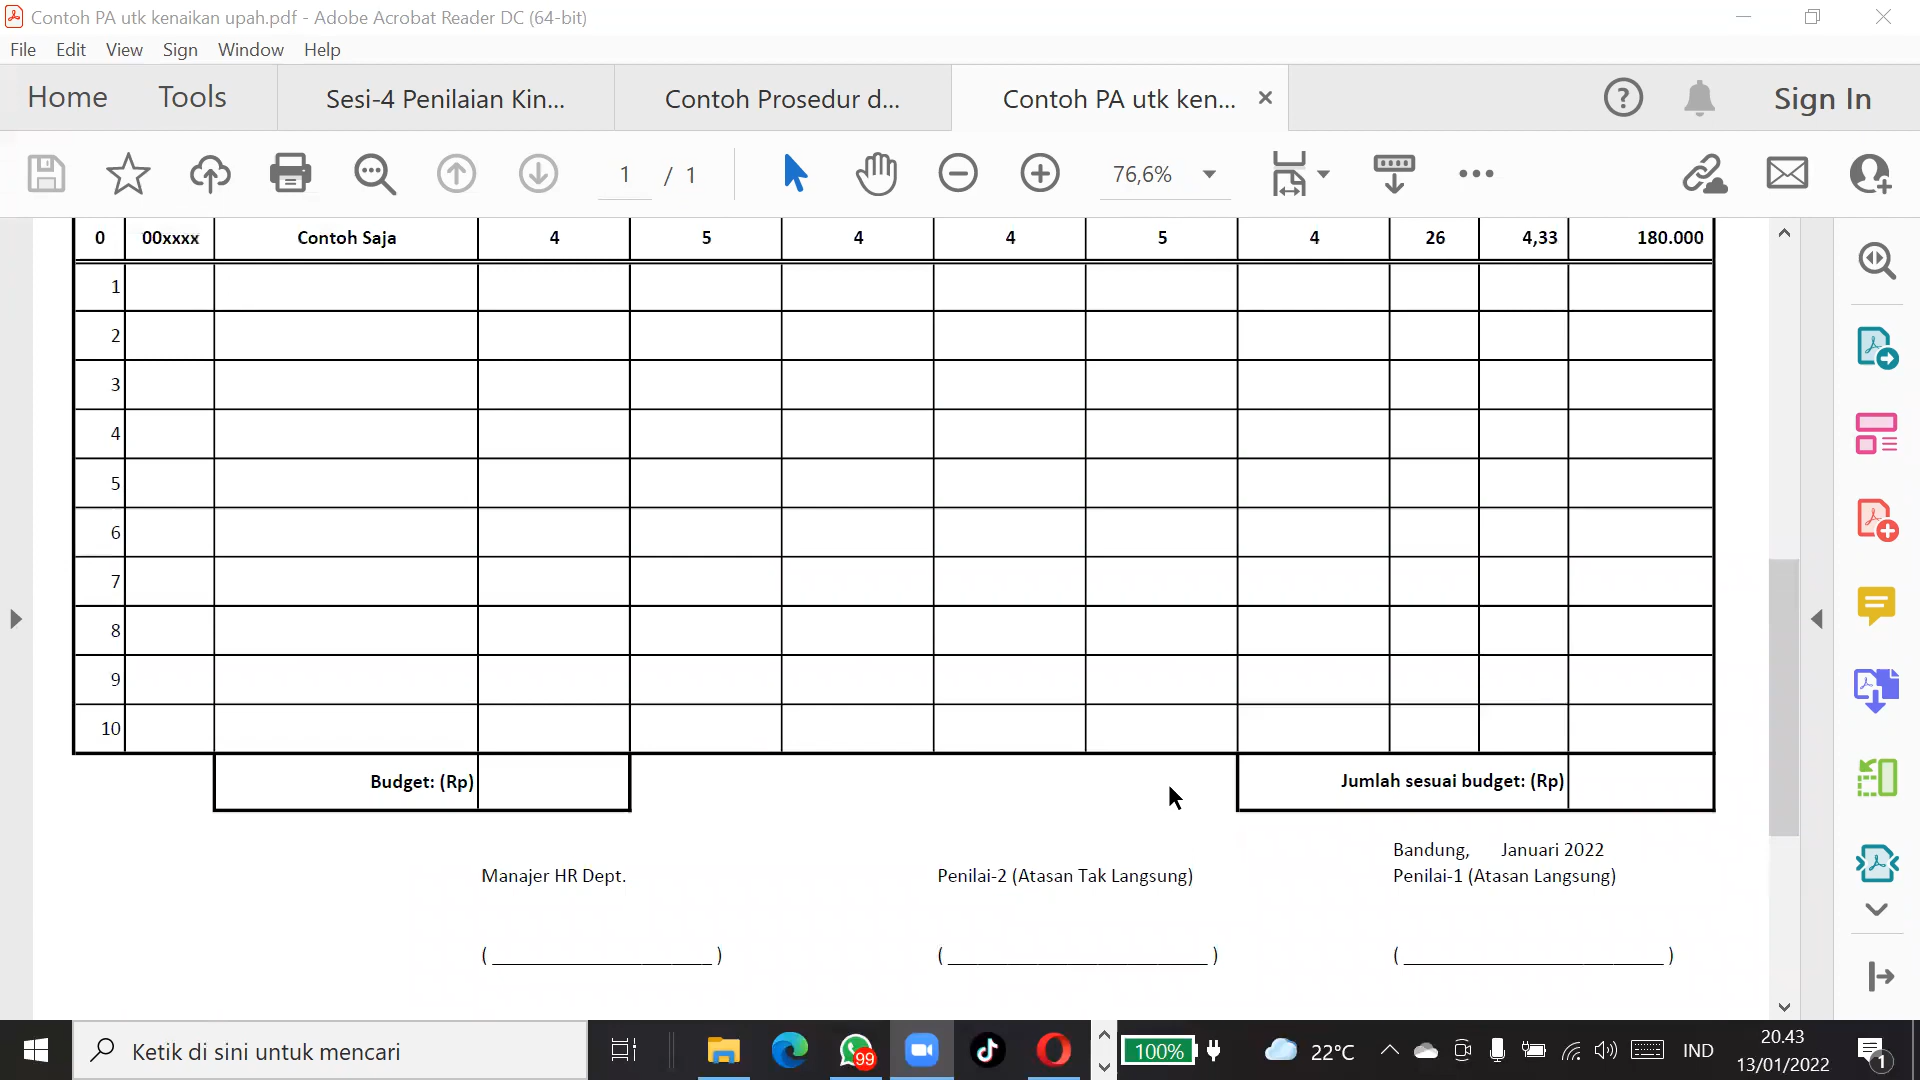 Contoh PA utk kenaikan upah.pdf - Adobe Acrobat Reader DC (64-bit)
File Edit View Sign Window Help
Home Tools Sesi-4 Penilaian Kin... Contoh Prosedur d... Contoh PA utk ken... Sign In
1 / 1 76,6%
0 00xxxx Contoh Saja 4 5 4 4 5 4 26 4,33 180.000
1
2
3
4
5
6
7
8
9
10
Budget: (Rp) Jumlah sesuai budget: (Rp)
Bandung, Januari 2022
Manajer HR Dept. Penilai-2 (Atasan Tak Langsung) Penilai-1 (Atasan Langsung)
( ______________________ ) ( __________________________ ) ( __________________________ )
Ketik di sini untuk mencari 99 100% 22°C IND 20.43
13/01/2022 1